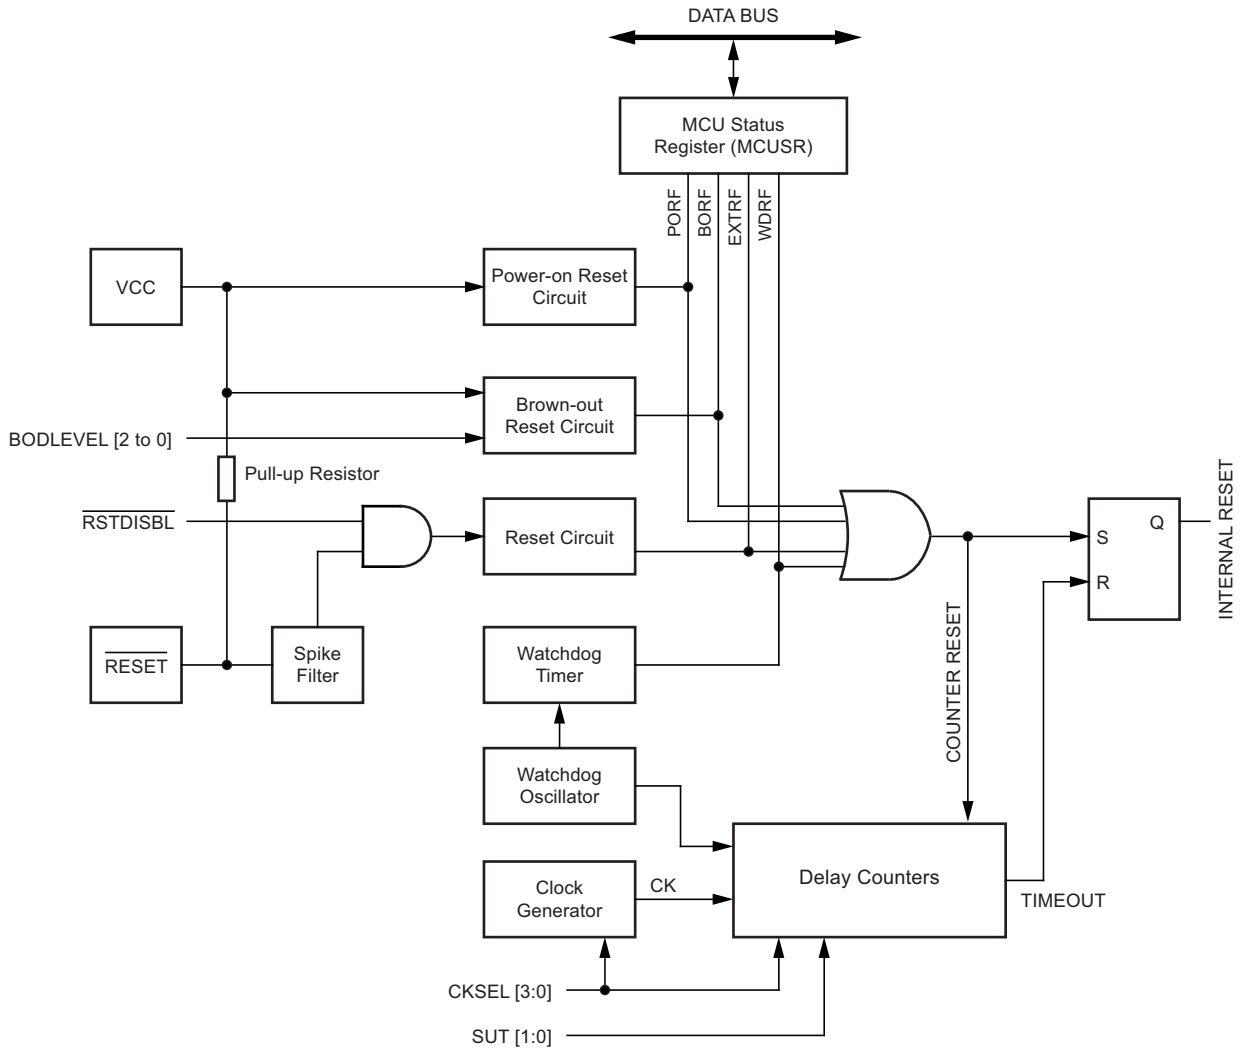 DATA BUS
MCU Status
Register (MCUSR)
PORF
BORF
EXTRF
WDRF
VCC
Power-on Reset
Circuit
Brown-out
Reset Circuit
BODLEVEL [2 to 0]
Pull-up Resistor
RSTDISBL
Reset Circuit
S
Q
R
INTERNAL RESET
RESET
Spike
Filter
Watchdog
Timer
COUNTER RESET
Watchdog
Oscillator
Clock
Generator
CK
Delay Counters
TIMEOUT
CKSEL [3:0]
SUT [1:0]